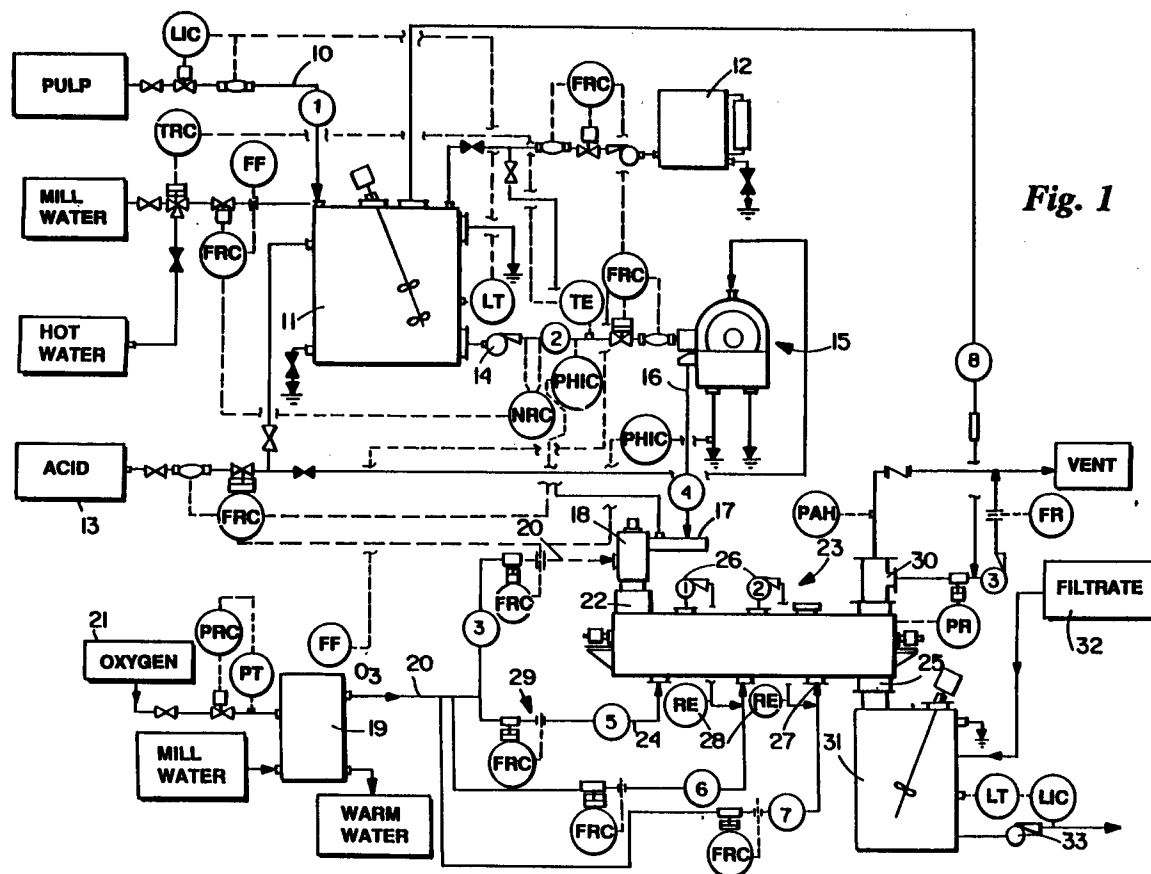 LIC
10
12
PULP
FRC
1
TRC
FF
MILL
WATER
Fig. 1
FRC
FRC
LT
TE
11
2
14
15
8
HOT
WATER
16
PHIC
NRC
PHIC
ACID
VENT
13
4
FRC
18
20
17
PAH
FR
23
26
30
3
FILTRATE
1
2
22
FRC
21
PRC
FF
3
PR
32
OXYGEN
PT
O3
20
29
25
RE
RE
19
5
24
28
27
31
MILL
WATER
FRC
6
7
LT
LIC
WARM
WATER
FRC
FRC
33